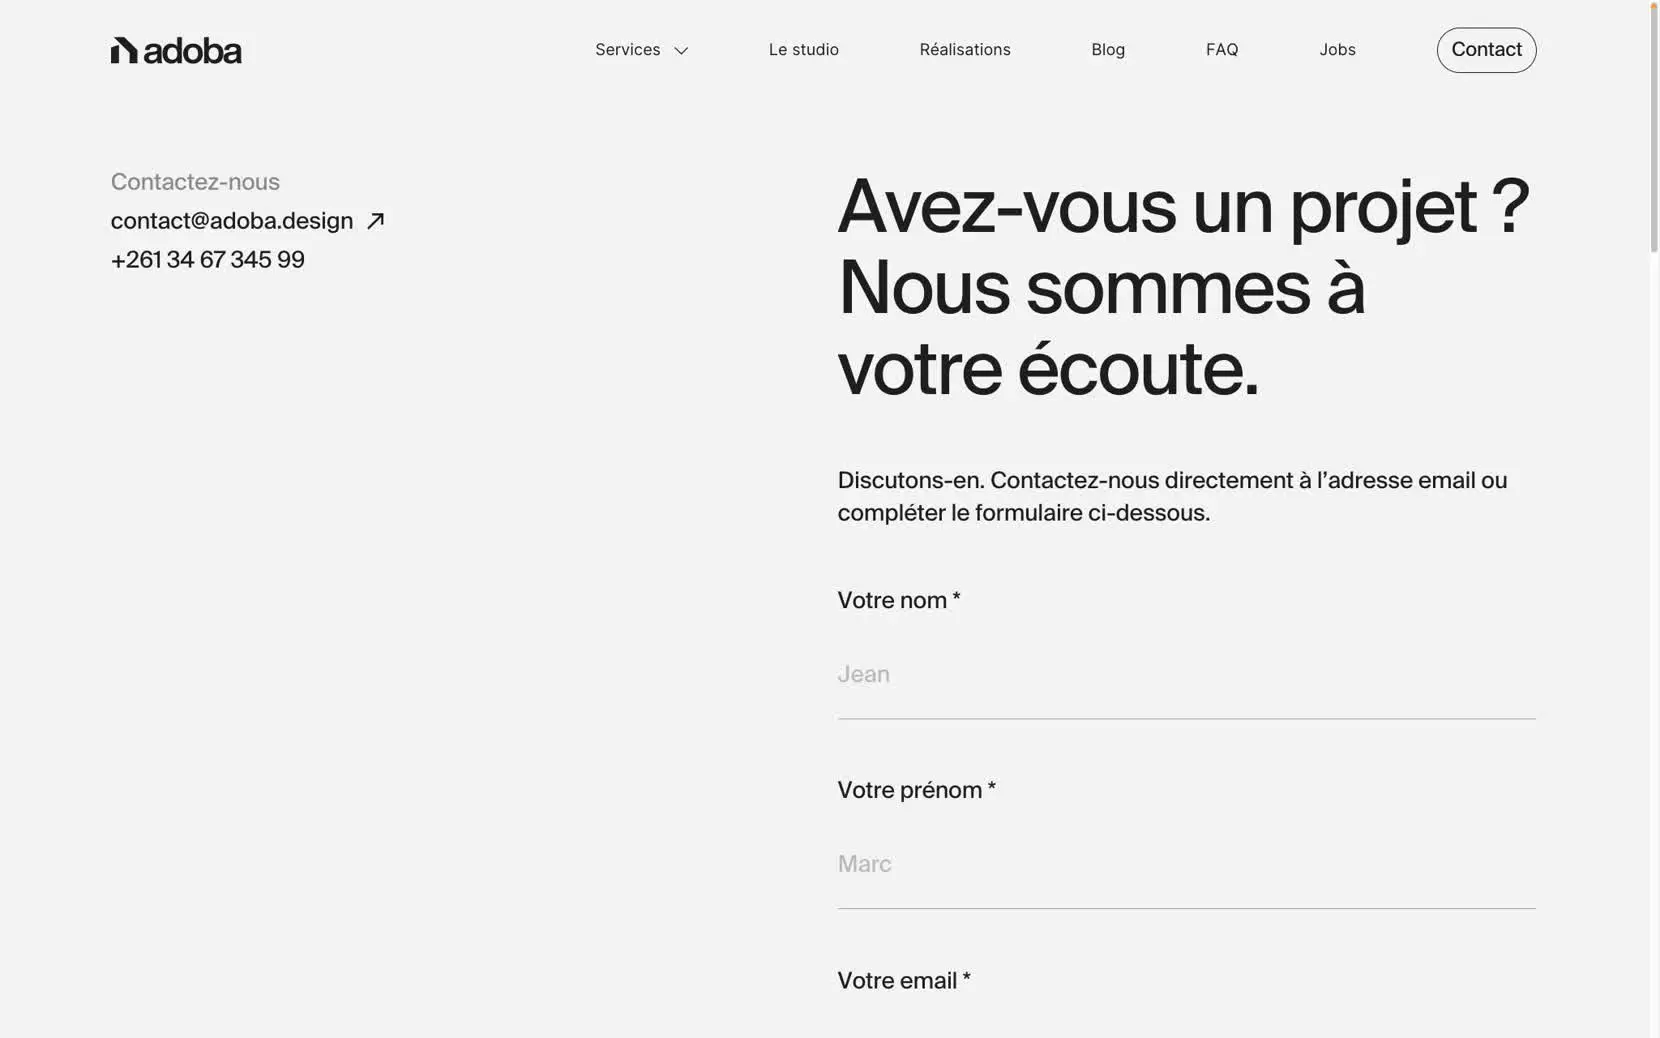 adoba
Services
Le studio
Réalisations
Blog
FAQ
Jobs
Contact
Contactez-nous
contact@adoba.design
+261 34 67 345 99
Avez-vous un projet ?
Nous sommes à
votre écoute.
Discutons-en. Contactez-nous directement à l’adresse email ou
compléter le formulaire ci-dessous.
Votre nom *
Jean
Votre prénom *
Marc
Votre email *